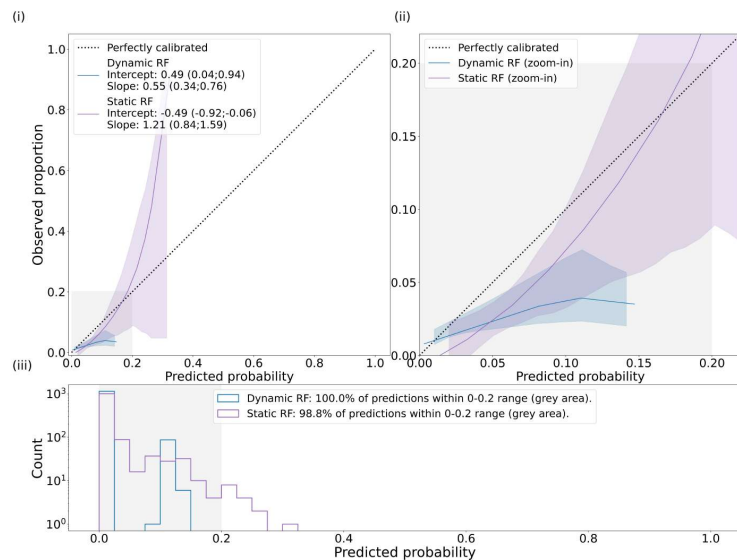 (i)
1.0
0.8
0.6
0.4
0.2
0.0
Observed proportion
Perfectly calibrated
Dynamic RF
Intercept: 0.49 (0.04;0.94)
Slope: 0.55 (0.34;0.76)
Static RF
Intercept: -0.49 (-0.92;-0.06)
Slope: 1.21 (0.84;1.59)
0.0 0.2 0.4 0.6 0.8 1.0
Predicted probability
(ii)
0.20
0.15
0.10
0.05
0.00
Perfectly calibrated
Dynamic RF (zoom-in)
Static RF (zoom-in)
0.00 0.05 0.10 0.15 0.20
Predicted probability
(iii)
10³
10²
10¹
10⁰
Count
Dynamic RF: 100.0% of predictions within 0-0.2 range (grey area).
Static RF: 98.8% of predictions within 0-0.2 range (grey area).
0.0 0.2 0.4 0.6 0.8 1.0
Predicted probability